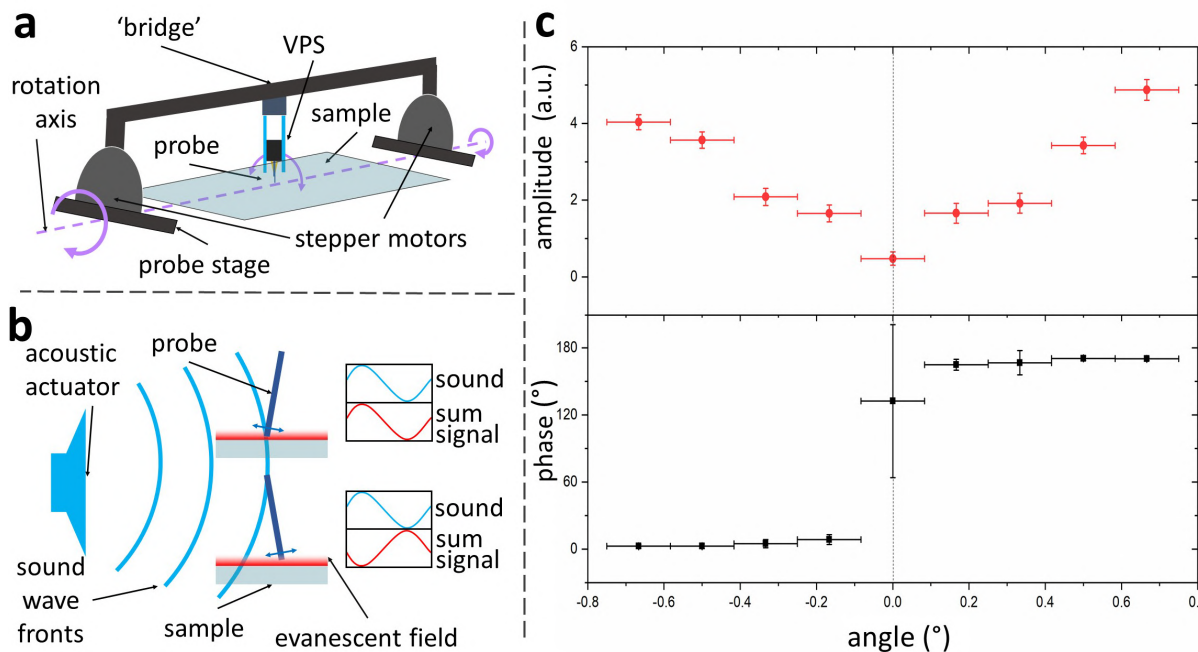 a
'bridge'
VPS
rotation
axis
sample
probe
stepper motors
probe stage
b
acoustic
actuator
probe
sound
sum
signal
sound
sum
signal
sound
wave
fronts
sample
evanescent field
c
amplitude (a.u.)
6
4
2
0
phase (°)
180
120
60
0
-0.8
-0.6
-0.4
-0.2
0.0
0.2
0.4
0.6
0.8
angle (°)